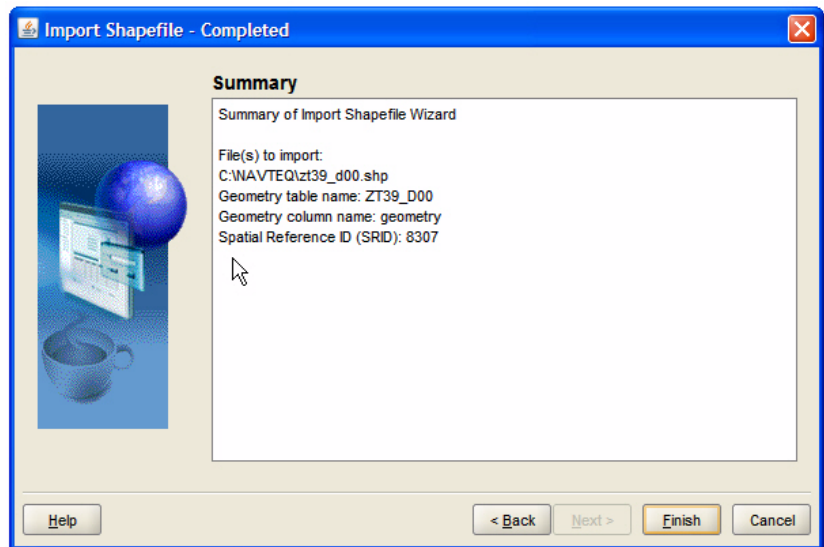 Import Shapefile - Completed
Summary
Summary of Import Shapefile Wizard
File(s) to import:
C:\NAVTEQ\zt39_d00.shp
Geometry table name: ZT39_D00
Geometry column name: geometry
Spatial Reference ID (SRID): 8307
Help
< Back
Next >
Finish
Cancel